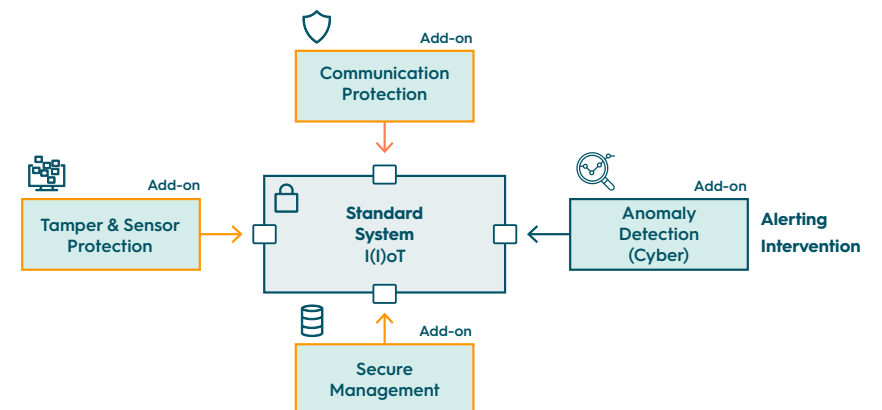 Add-on
Communication
Protection
Add-on
Tamper & Sensor
Protection
Standard
System
I(I)oT
Add-on
Anomaly
Detection
(Cyber)
Alerting
Intervention
Add-on
Secure
Management